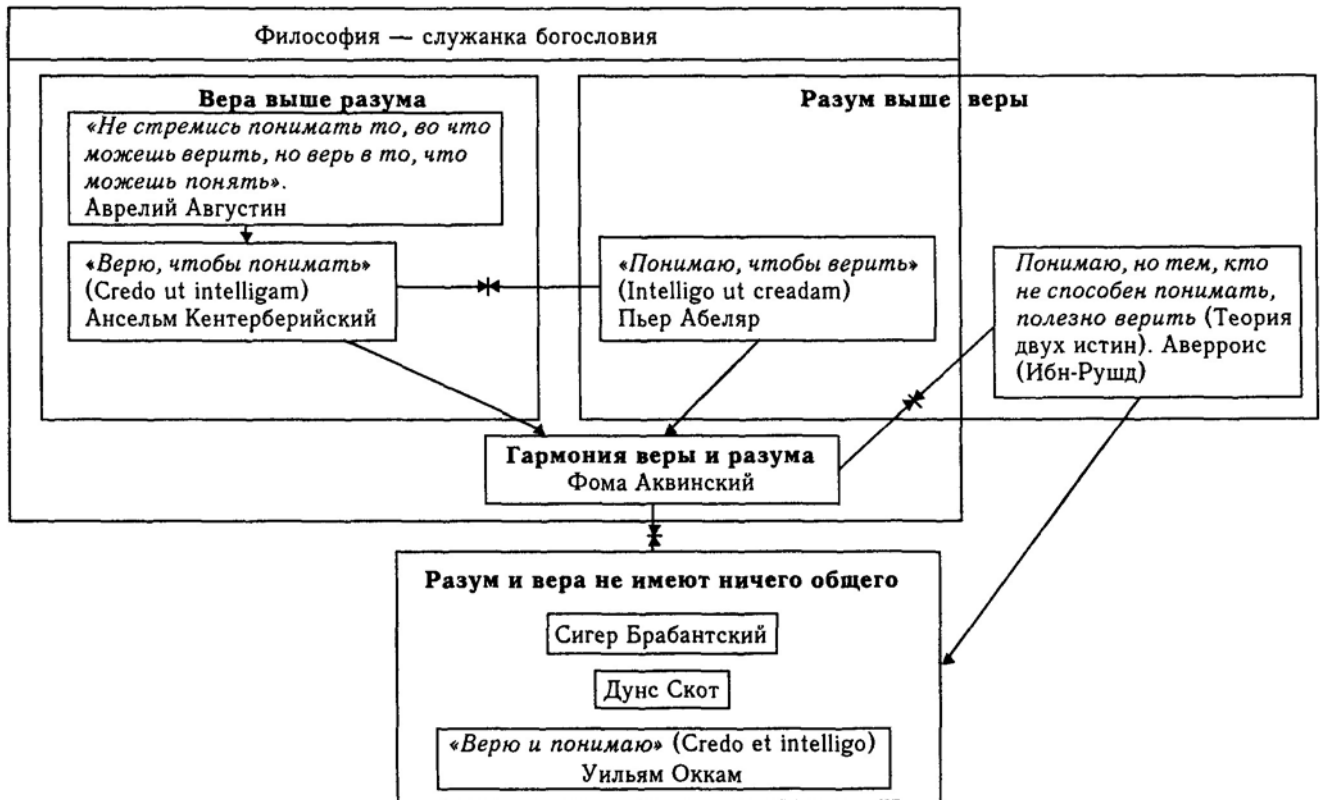 Философия — служанка богословия
Вера выше разума
«Не стремись понимать то, во что
можешь верить, но верь в то, что
можешь понять».
Аврелий Августин
«Верю, чтобы понимать»
(Credo ut intelligam)
Ансельм Кентерберийский
Разум выше веры
«Понимаю, чтобы верить»
(Intelligo ut creadam)
Пьер Абеляр
Понимаю, но тем, кто
не способен понимать,
полезно верить (Теория
двух истин). Аверроис
(Ибн-Рушд)
Гармония веры и разума
Фома Аквинский
Разум и вера не имеют ничего общего
Сигер Брабантский
Дунс Скот
«Верю и понимаю» (Credo et intelligo)
Уильям Оккам